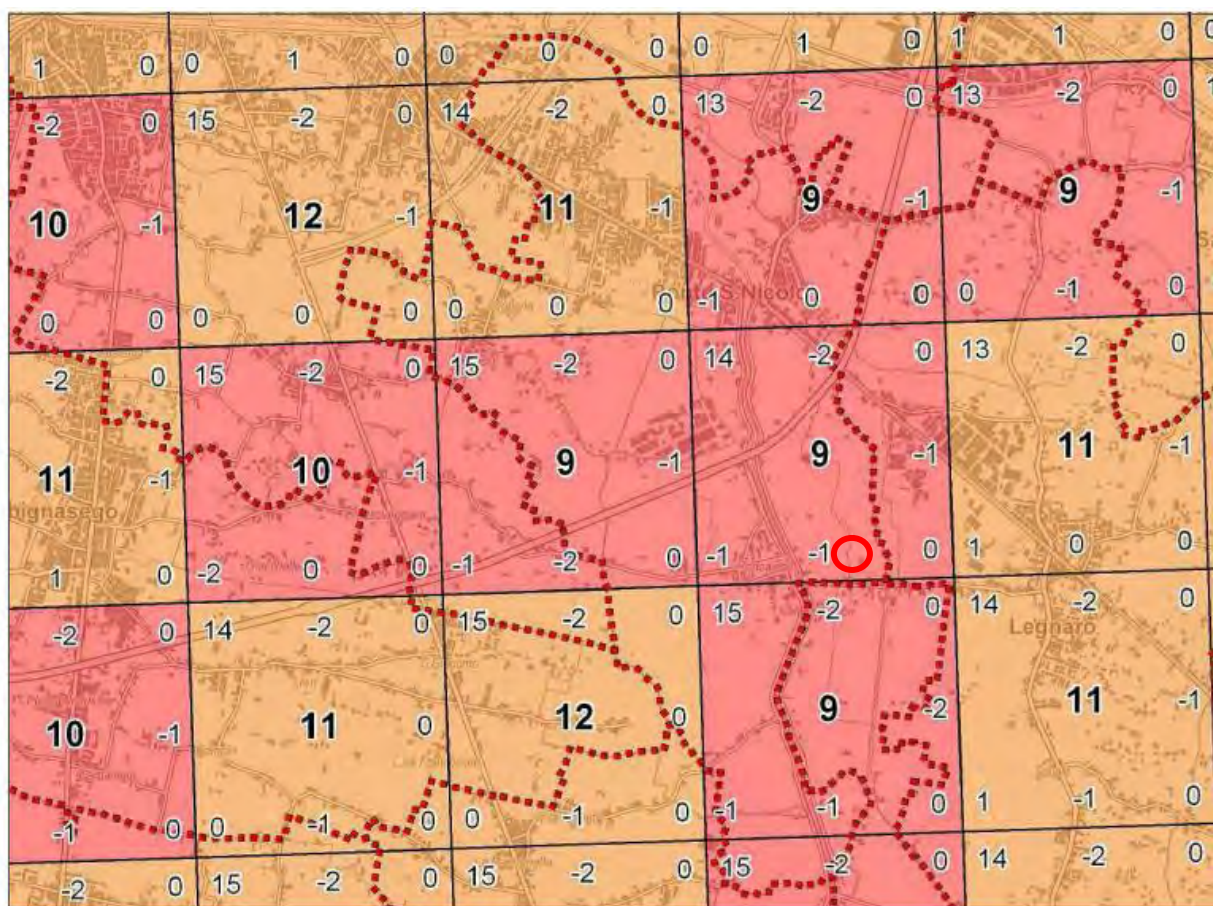 1 0 0 1 0 0 0 0 0 1 0 1 1 0 0
-2 0 15 -2 0 14 -2 0 13 -2 0 13 -2 0 1
10 -1 12 -1 11 -1 9 -1 9 -1
Ponte S. Nicolò
0 0 0 0 0 0 0 0 -1 0 0 0 -1 0
-2 0 15 -2 0 15 -2 0 14 -2 0 13 -2 0
11 -1 10 -1 9 -1 9 -1 11 -1
bignasego
1 0 -2 0 0 -1 -2 0 -1 -1 0 1 0 0
-2 0 14 -2 0 15 -2 0 15 -2 0 14 -2 0
Legnaro
10 -1 11 0 12 0 9 -2 11 -1
-1 0 0 -1 0 0 -1 0 -1 -1 0 1 -1 0
-2 0 15 -2 0 15 -2 0 15 -2 0 14 -2 0